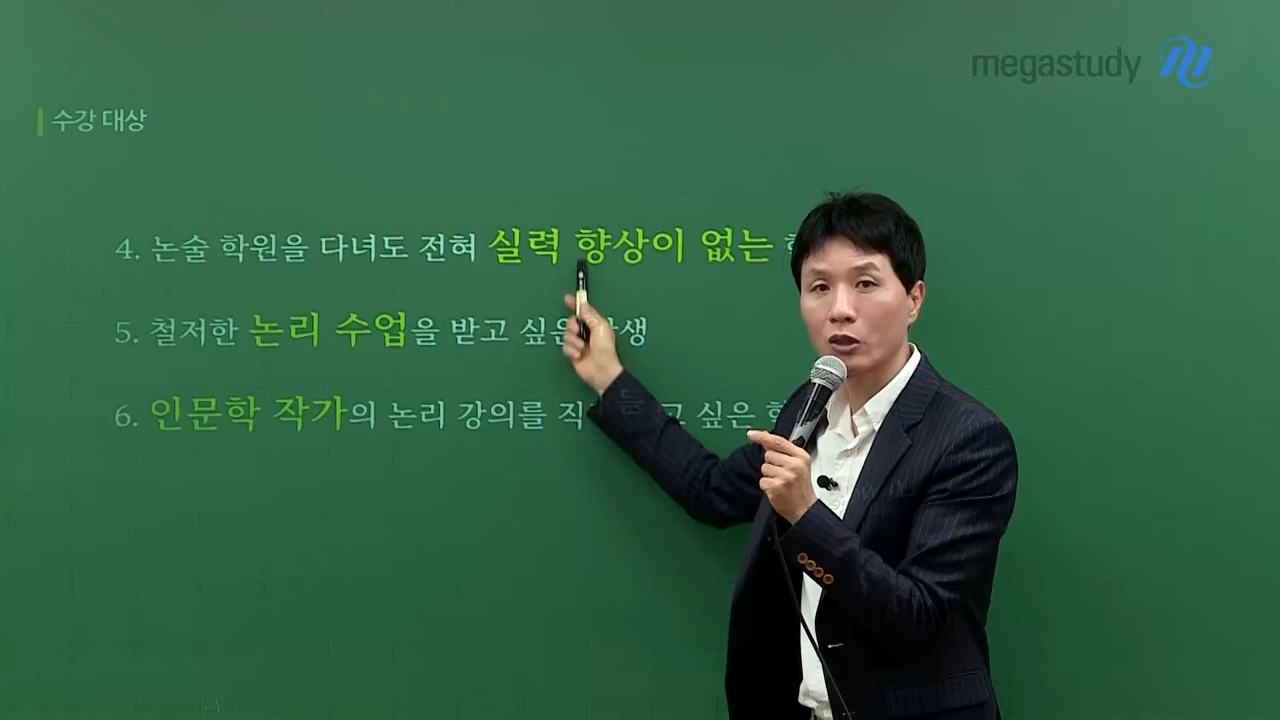 megastudy
수강 대상
4. 논술 학원을 다녀도 전혀 실력 향상이 없는
5. 철저한 논리 수업을 받고 싶은
6. 인문학 작가의 논리 강의를 싶은